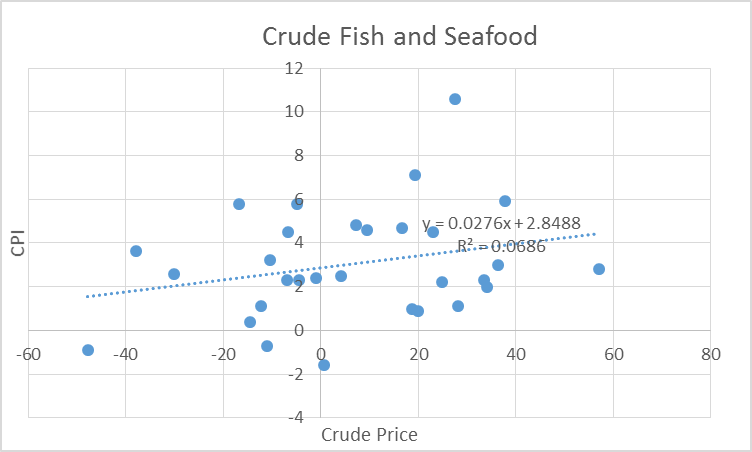 Crude Fish and Seafood
12
10
8
6
y = 0.0276x + 2.8488
R² = 0.0686
4
2
0
-2
-4
-60 -40 -20 0 20 40 60 80
CPI
Crude Price